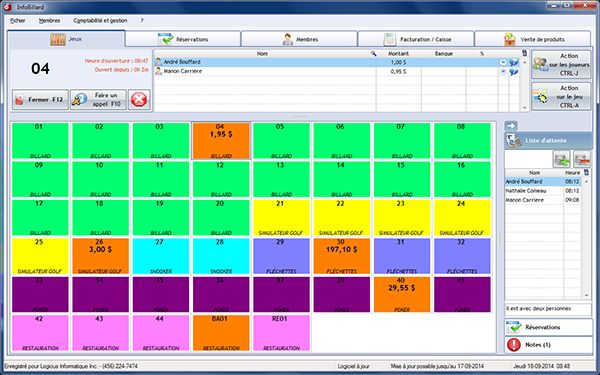 InfoBillard
Fichier Membres Comptabilité et gestion ?
Jeux Réservations Membres Facturation / Caisse Vente de produits
04
Heure d'ouverture : 08:47
Ouvert depuis : 0h 2m
Fermer F12
Faire un appel F10
Nom Montant Banque %
André Bouffard 1,00 $
Manon Carriere 0,95 $
Action sur les joueurs CTRL-J
Action sur le jeu CTRL-A
01 02 03 04 05 06 07 08
1,95 $
BILLARD BILLARD BILLARD BILLARD BILLARD BILLARD BILLARD BILLARD
09 10 11 12 13 14 15 16
BILLARD BILLARD BILLARD BILLARD BILLARD BILLARD BILLARD BILLARD
17 18 19 20 21 22 23 24
BILLARD BILLARD BILLARD BILLARD SIMULATEUR GOLF SIMULATEUR GOLF SIMULATEUR GOLF SIMULATEUR GOLF
25 26 27 28 29 30 31 32
3,00 $ 197,10 $
SIMULATEUR GOLF SIMULATEUR GOLF SNOOKER SNOOKER FLÉCHETTES FLÉCHETTES FLÉCHETTES FLÉCHETTES
33 34 35 36 37 39 40 41
29,55 $
POKER POKER POKER POKER POKER POKER POKER POKER
42 43 44 BA01 RE01
RESTAURATION RESTAURATION RESTAURATION RESTAURATION RESTAURATION
Liste d'attente
Nom Heure
André Bouffard 08:12
Nathalie Comeau 08:12
Manon Carriere 09:08
Il est avec deux personnes
Réservations
Notes (1)
Enregistré pour Logicus Informatique Inc. - (456) 224-7474 Logiciel à jour Mise à jour possible jusqu'au 17-09-2014 Jeudi 18-09-2014 08:48